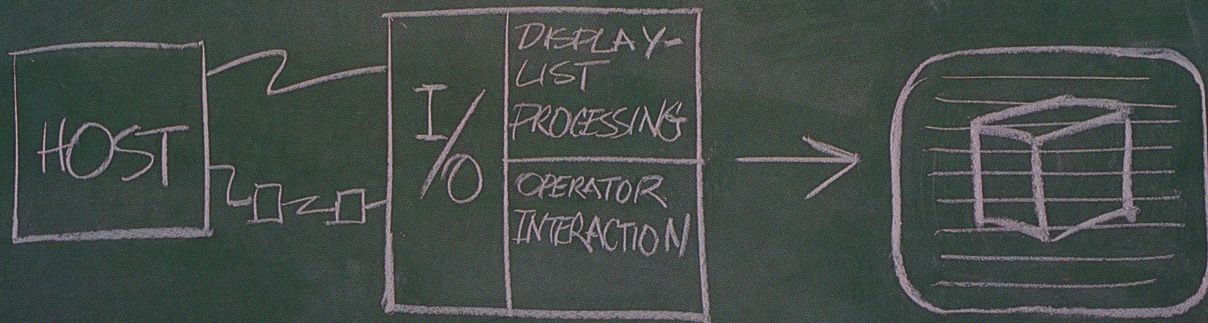 HOST
I/O
DISPLAY-
LIST
PROCESSING
OPERATOR
INTERACTION